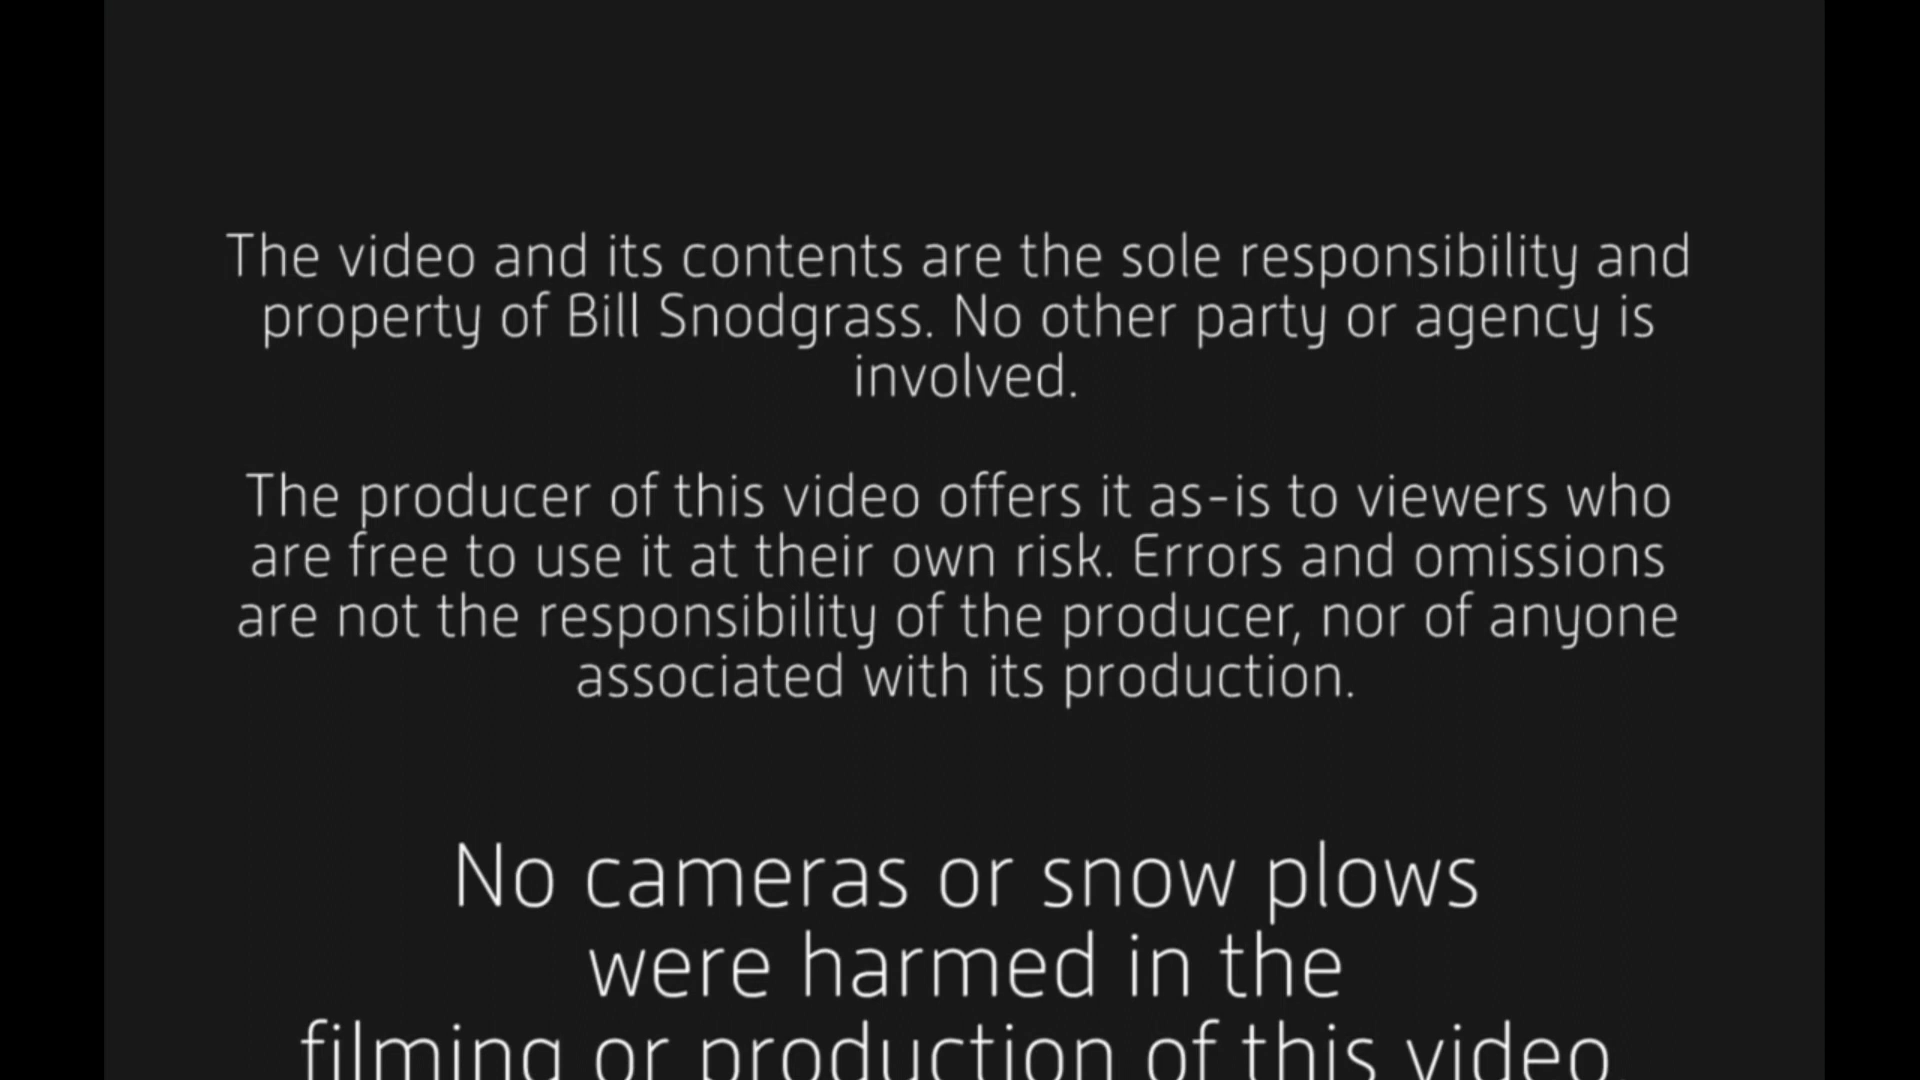 The video and its contents are the sole responsibility and
property of Bill Snodgrass. No other party or agency is
involved.
The producer of this video offers it as-is to viewers who
are free to use it at their own risk. Errors and omissions
are not the responsibility of the producer, nor of anyone
associated with its production.
No cameras or snow plows
were harmed in the
filming or production of this video.